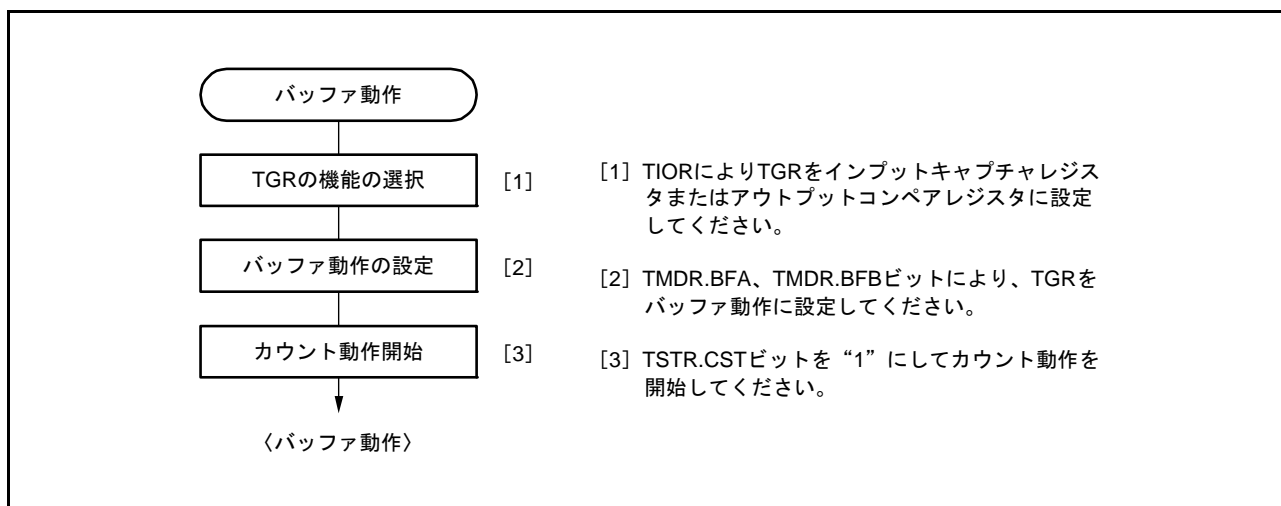 バッファ動作
TGRの機能の選択 [1]
バッファ動作の設定 [2]
カウント動作開始 [3]
〈バッファ動作〉
[1] TIORによりTGRをインプットキャプチャレジス
タまたはアウトプットコンペアレジスタに設定
してください。
[2] TMDR.BFA、TMDR.BFBビットにより、TGRを
バッファ動作に設定してください。
[3] TSTR.CSTビットを“1”にしてカウント動作を
開始してください。